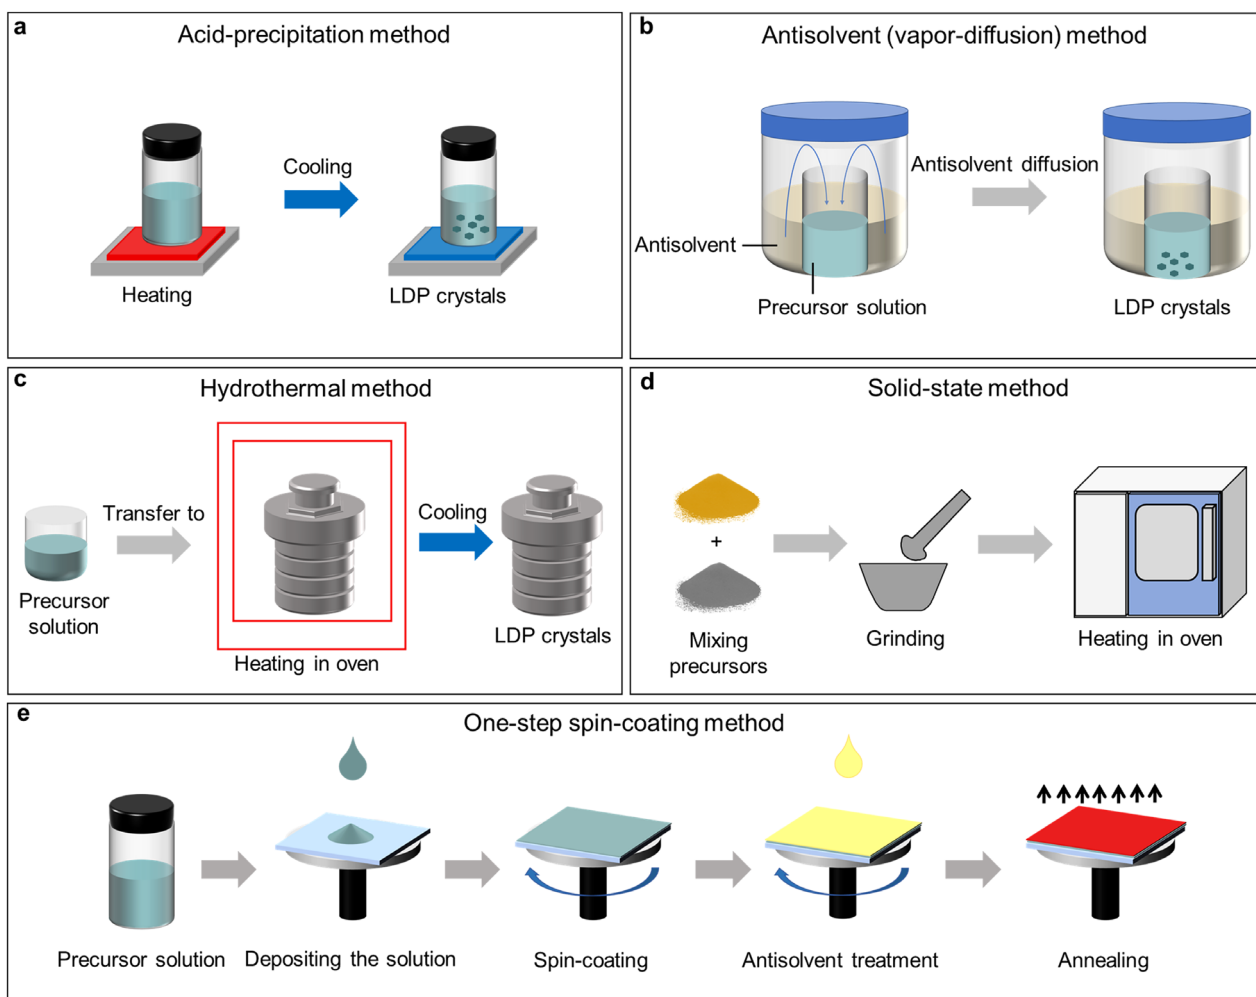 a
Acid-precipitation method
Cooling
Heating
LDP crystals
b
Antisolvent (vapor-diffusion) method
Antisolvent diffusion
Antisolvent
Precursor solution
LDP crystals
c
Hydrothermal method
Transfer to
Cooling
Precursor
solution
Heating in oven
LDP crystals
d
Solid-state method
+
Mixing
precursors
Grinding
Heating in oven
e
One-step spin-coating method
Precursor solution
Depositing the solution
Spin-coating
Antisolvent treatment
Annealing